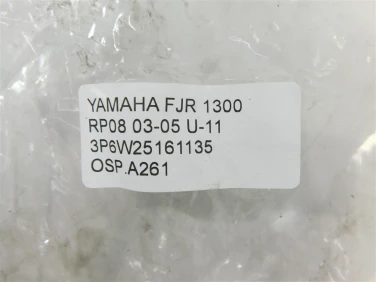 YAMAHA FJR 1300
RP08 03-05 U-11
3P6W25161135
OSP.A261